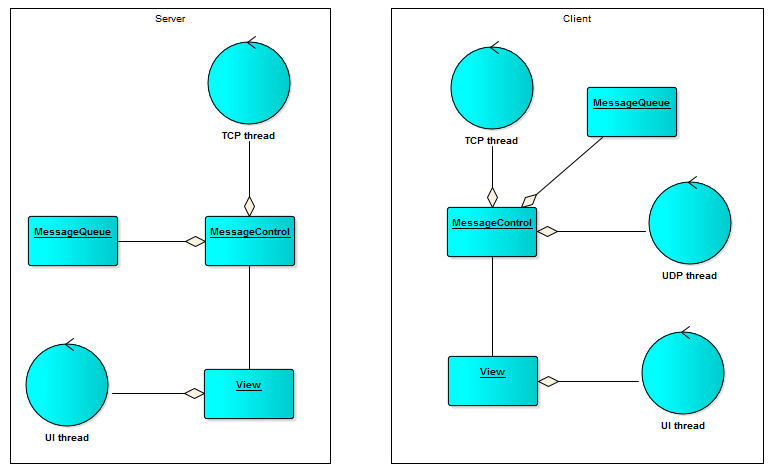 Server
TCP thread
MessageQueue
MessageControl
View
UI thread
Client
TCP thread
MessageQueue
MessageControl
UDP thread
View
UI thread